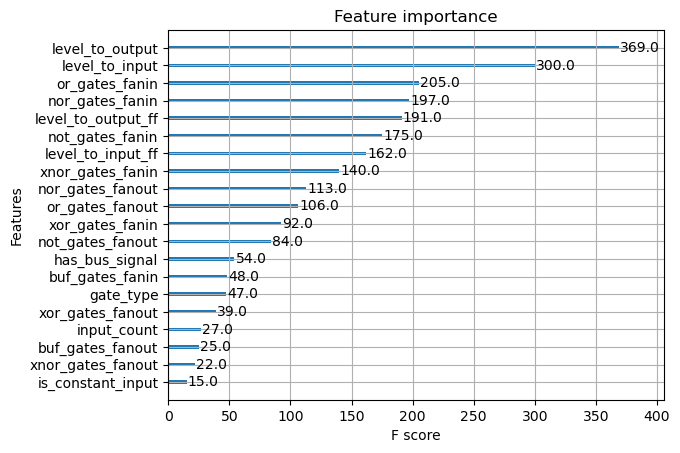 Feature importance
Features
level_to_output 369.0
level_to_input 300.0
or_gates_fanin 205.0
nor_gates_fanin 197.0
level_to_output_ff 191.0
not_gates_fanin 175.0
level_to_input_ff 162.0
xnor_gates_fanin 140.0
nor_gates_fanout 113.0
or_gates_fanout 106.0
xor_gates_fanin 92.0
not_gates_fanout 84.0
has_bus_signal 54.0
buf_gates_fanin 48.0
gate_type 47.0
xor_gates_fanout 39.0
input_count 27.0
buf_gates_fanout 25.0
xnor_gates_fanout 22.0
is_constant_input 15.0
0 50 100 150 200 250 300 350 400
F score